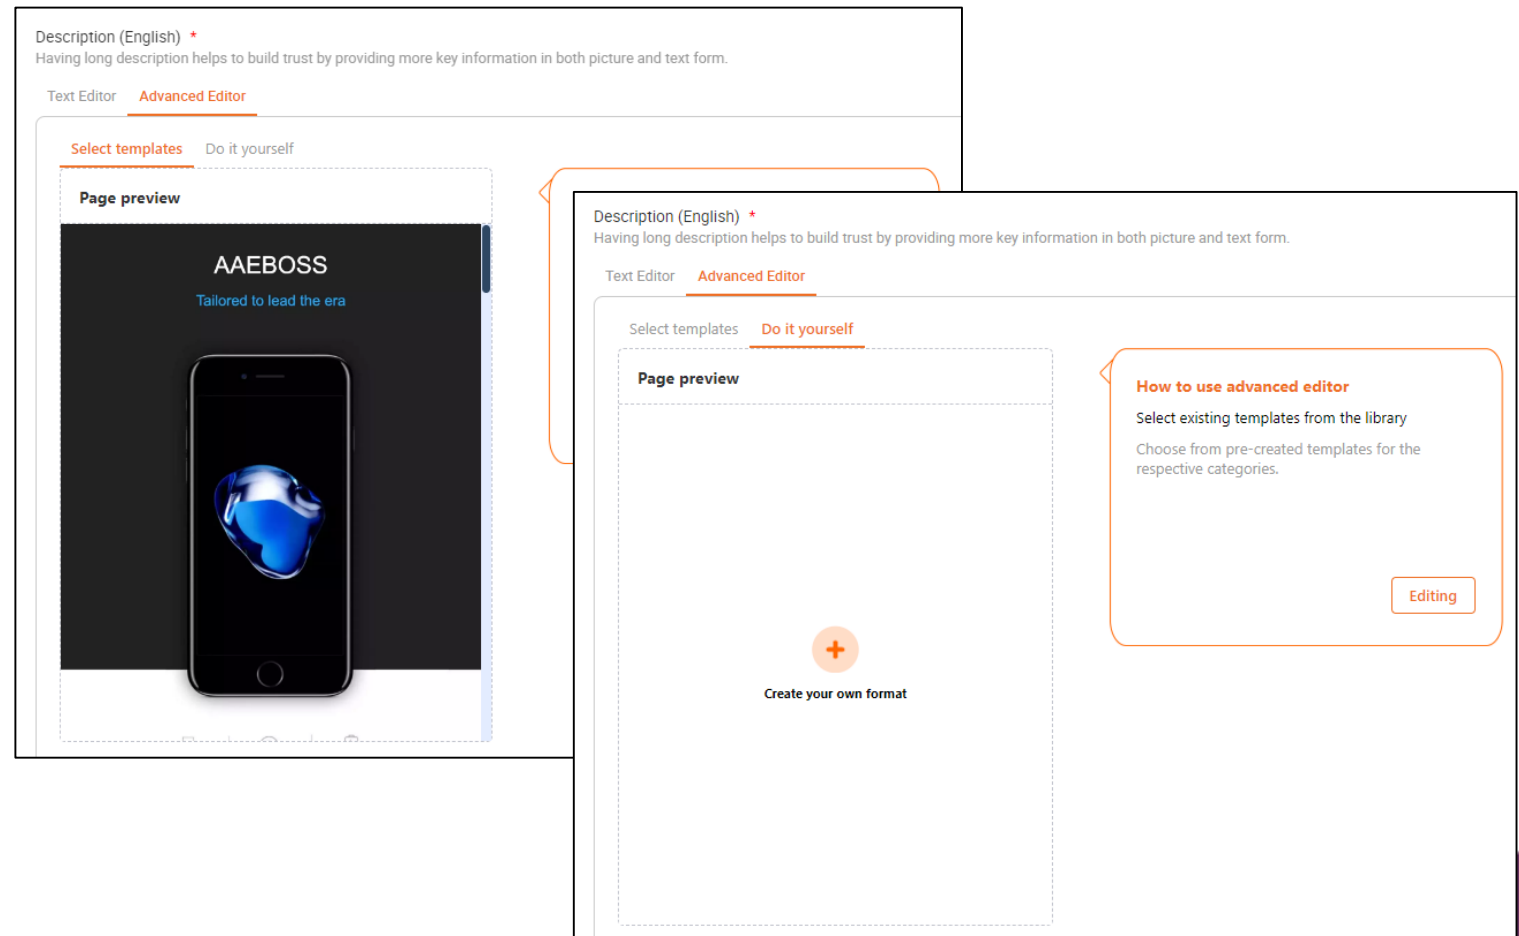 Description (English) *
Having long description helps to build trust by providing more key information in both picture and text form.
Text Editor Advanced Editor
Select templates Do it yourself
Page preview
AAEBOSS
Tailored to lead the era
Description (English) *
Having long description helps to build trust by providing more key information in both picture and text form.
Text Editor Advanced Editor
Select templates Do it yourself
Page preview
Create your own format
How to use advanced editor
Select existing templates from the library
Choose from pre-created templates for the
respective categories.
Editing